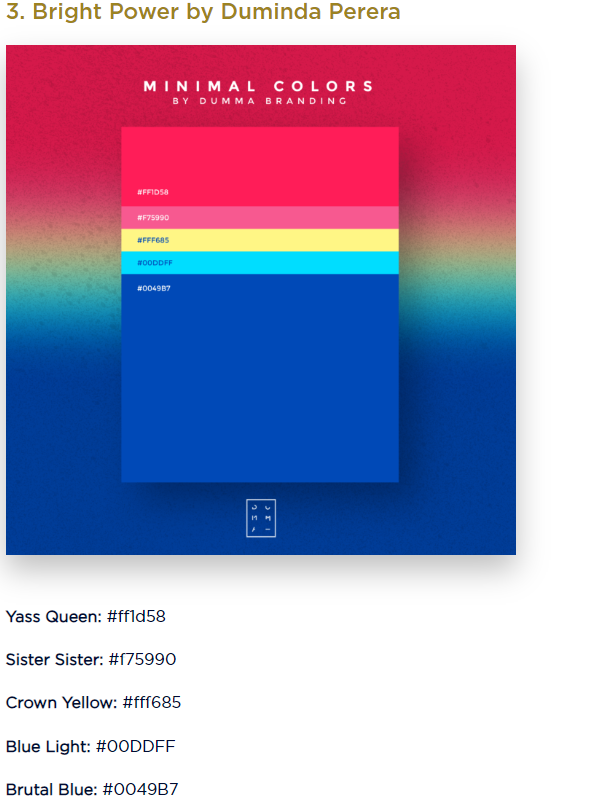 3. Bright Power by Duminda Perera
MINIMAL COLORS
BY DUMMA BRANDING
#FF1D58
#F75990
#FFF685
#00DDFF
#0049B7
Yass Queen: #ff1d58
Sister Sister: #f75990
Crown Yellow: #fff685
Blue Light: #00DDFF
Brutal Blue: #0049B7